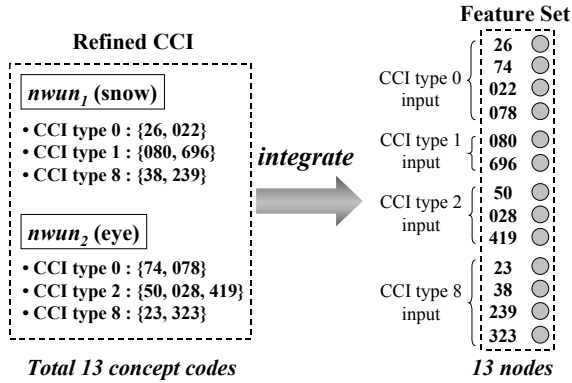 Refined CCI
nwun1 (snow)
• CCI type 0 : {26, 022}
• CCI type 1 : {080, 696}
• CCI type 8 : {38, 239}
nwun2 (eye)
• CCI type 0 : {74, 078}
• CCI type 2 : {50, 028, 419}
• CCI type 8 : {23, 323}
Total 13 concept codes
integrate
Feature Set
CCI type 0
input
26
74
022
078
CCI type 1
input
080
696
CCI type 2
input
50
028
419
CCI type 8
input
23
38
239
323
13 nodes